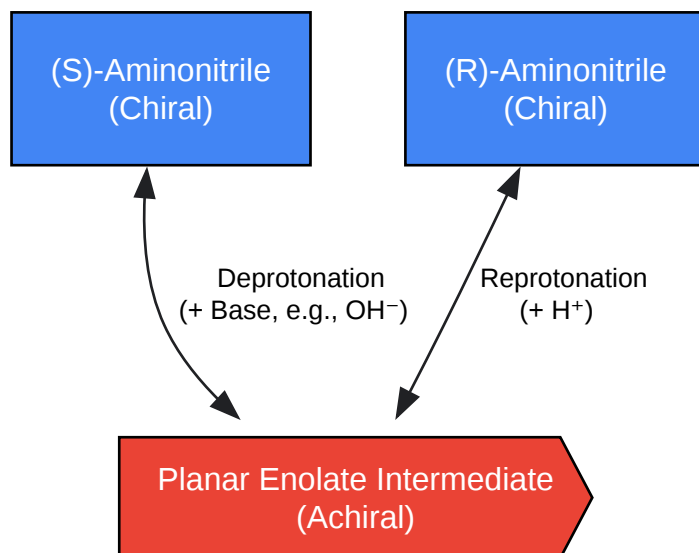 (S)-Aminonitrile
(Chiral)
(R)-Aminonitrile
(Chiral)
Deprotonation
(+ Base, e.g., OH⁻)
Reprotonation
(+ H⁺)
Planar Enolate Intermediate
(Achiral)